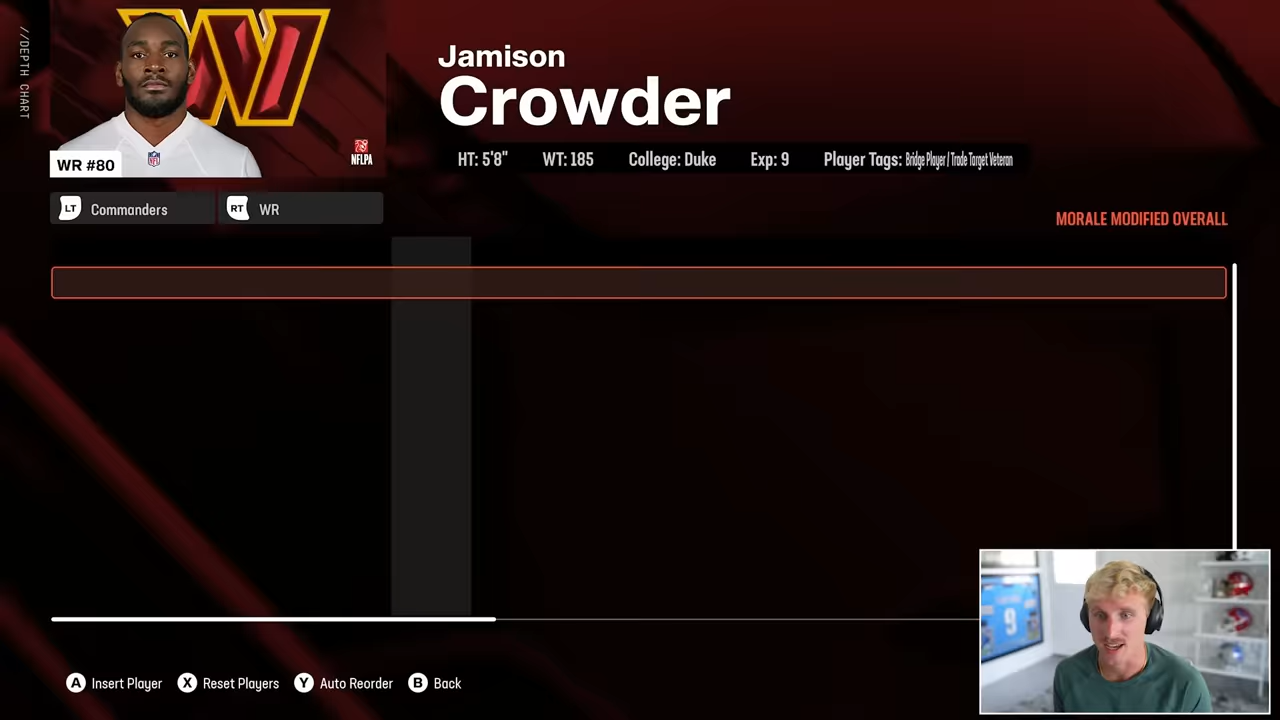 //DEPTH CHART
Jamison
Crowder
WR #80
NFLPA
HT: 5'8" WT: 185 College: Duke Exp: 9 Player Tags: Bridge Player / Trade Target Veteran
LT Commanders RT WR
MORALE MODIFIED OVERALL
9
A Insert Player X Reset Players Y Auto Reorder B Back